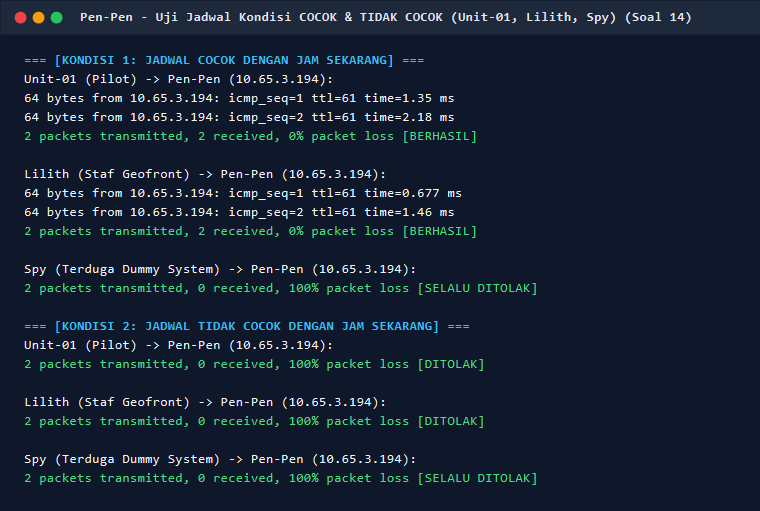 Pen-Pen - Uji Jadwal Kondisi COCOK & TIDAK COCOK (Unit-01, Lilith, Spy) (Soal 14)
=== [KONDISI 1: JADWAL COCOK DENGAN JAM SEKARANG] ===
Unit-01 (Pilot) -> Pen-Pen (10.65.3.194):
64 bytes from 10.65.3.194: icmp_seq=1 ttl=61 time=1.35 ms
64 bytes from 10.65.3.194: icmp_seq=2 ttl=61 time=2.18 ms
2 packets transmitted, 2 received, 0% packet loss [BERHASIL]
Lilith (Staf Geofront) -> Pen-Pen (10.65.3.194):
64 bytes from 10.65.3.194: icmp_seq=1 ttl=61 time=0.677 ms
64 bytes from 10.65.3.194: icmp_seq=2 ttl=61 time=1.46 ms
2 packets transmitted, 2 received, 0% packet loss [BERHASIL]
Spy (Terduga Dummy System) -> Pen-Pen (10.65.3.194):
2 packets transmitted, 0 received, 100% packet loss [SELALU DITOLAK]
=== [KONDISI 2: JADWAL TIDAK COCOK DENGAN JAM SEKARANG] ===
Unit-01 (Pilot) -> Pen-Pen (10.65.3.194):
2 packets transmitted, 0 received, 100% packet loss [DITOLAK]
Lilith (Staf Geofront) -> Pen-Pen (10.65.3.194):
2 packets transmitted, 0 received, 100% packet loss [DITOLAK]
Spy (Terduga Dummy System) -> Pen-Pen (10.65.3.194):
2 packets transmitted, 0 received, 100% packet loss [SELALU DITOLAK]